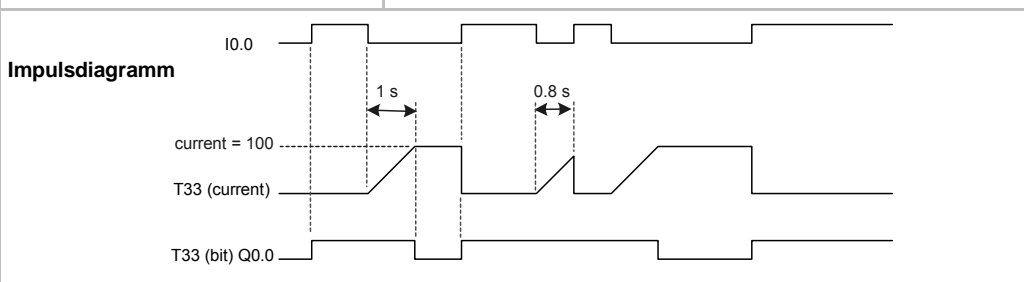 I0.0
Impulsdiagramm
1 s
0.8 s
current = 100
T33 (current)
T33 (bit) Q0.0